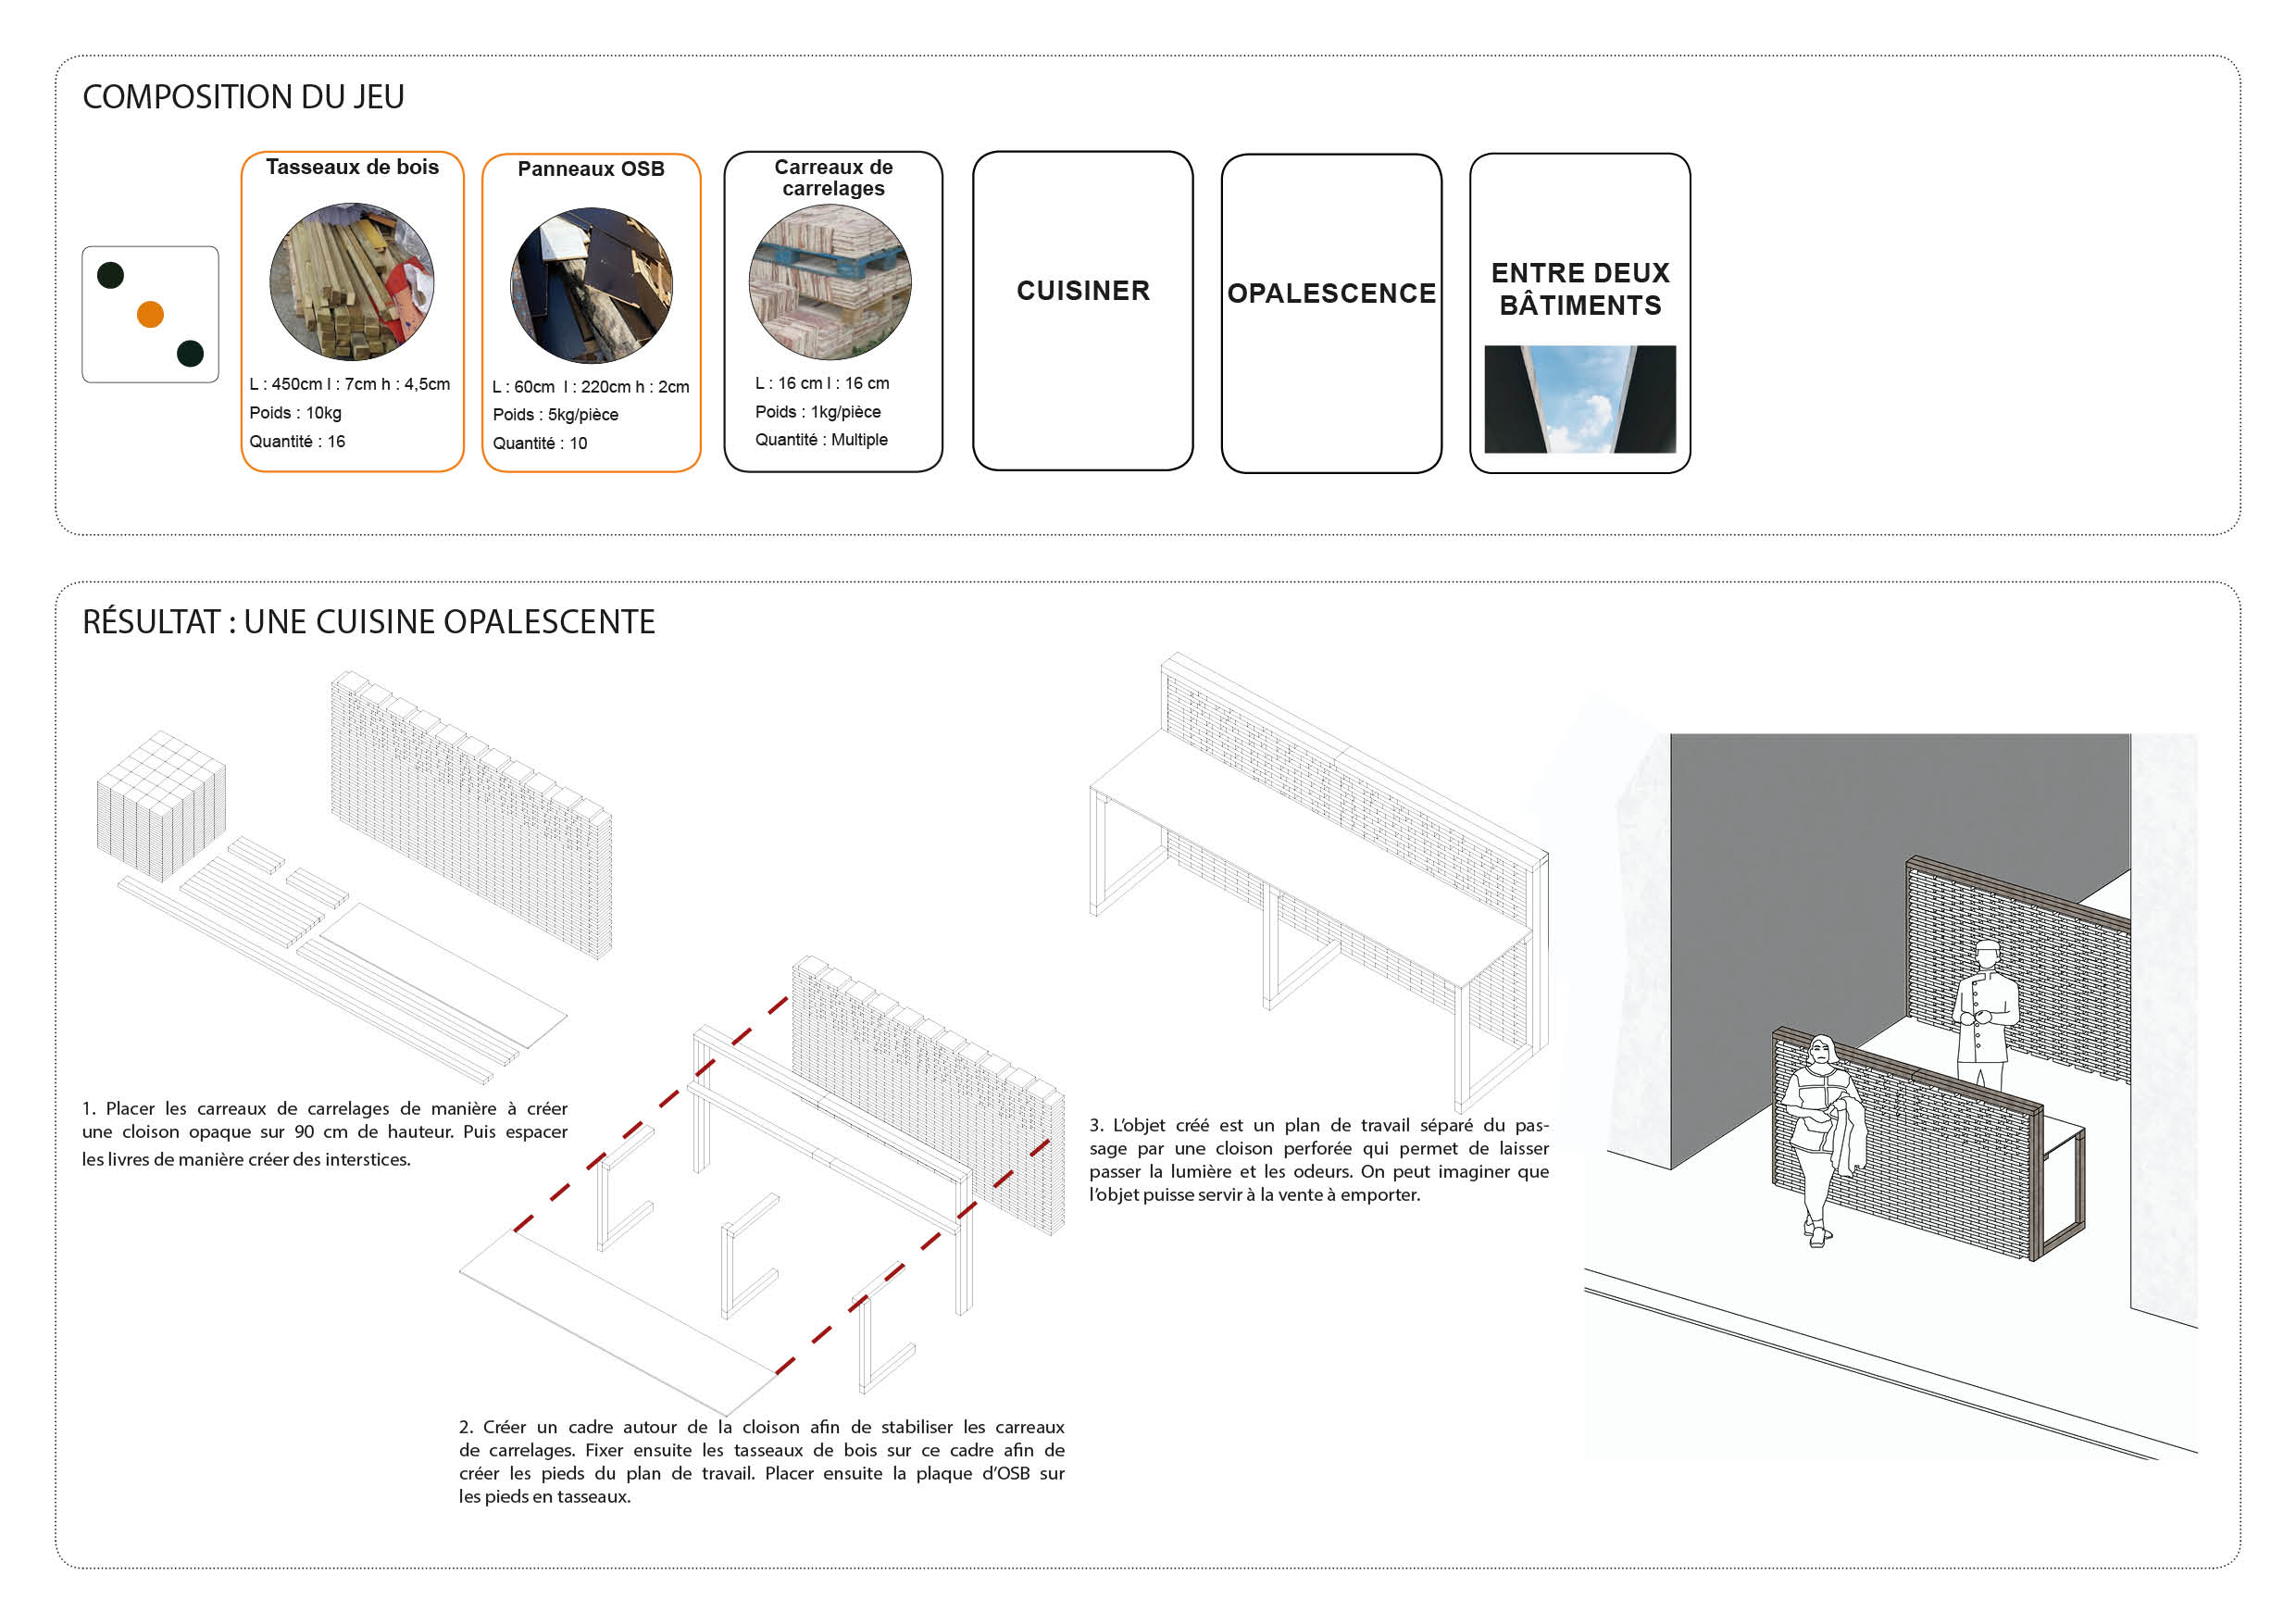 COMPOSITION DU JEU
Tasseaux de bois
L : 450cm l : 7cm h : 4,5cm
Poids : 10kg
Quantité : 16
Panneaux OSB
L : 60cm l : 220cm h : 2cm
Poids : 5kg/pièce
Quantité : 10
Carreaux de
carrelages
L : 16 cm l : 16 cm
Poids : 1kg/pièce
Quantité : Multiple
CUISINER
OPALESCENCE
ENTRE DEUX
BÂTIMENTS
RÉSULTAT : UNE CUISINE OPALESCENTE
1. Placer les carreaux de carrelages de manière à créer
une cloison opaque sur 90 cm de hauteur. Puis espacer
les livres de manière créer des interstices.
2. Créer un cadre autour de la cloison afin de stabiliser les carreaux
de carrelages. Fixer ensuite les tasseaux de bois sur ce cadre afin de
créer les pieds du plan de travail. Placer ensuite la plaque d'OSB sur
les pieds en tasseaux.
3. L'objet créé est un plan de travail séparé du pas-
sage par une cloison perforée qui permet de laisser
passer la lumière et les odeurs. On peut imaginer que
l'objet puisse servir à la vente à emporter.